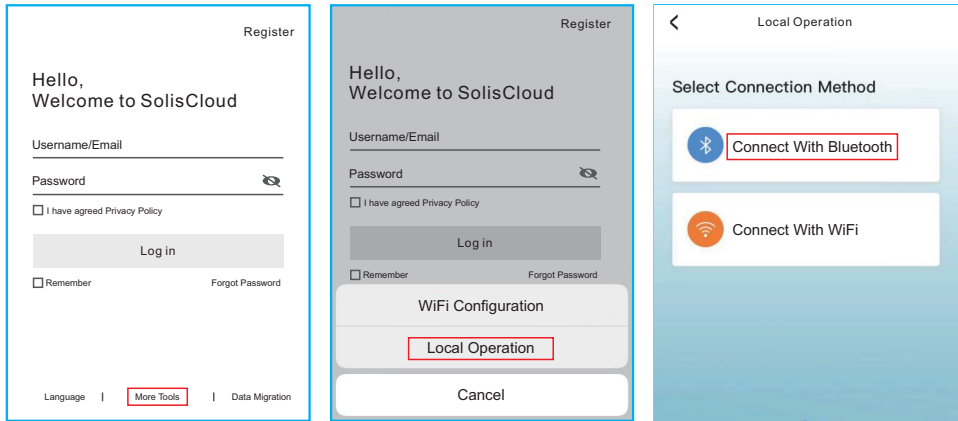 Register
Hello,
Welcome to SolisCloud
Username/Email
Password
I have agreed Privacy Policy
Log in
Remember Forgot Password
Language | More Tools | Data Migration
Register
Hello,
Welcome to SolisCloud
Username/Email
Password
I have agreed Privacy Policy
Log in
Remember Forgot Password
WiFi Configuration
Local Operation
Cancel
Local Operation
Select Connection Method
Connect With Bluetooth
Connect With WiFi